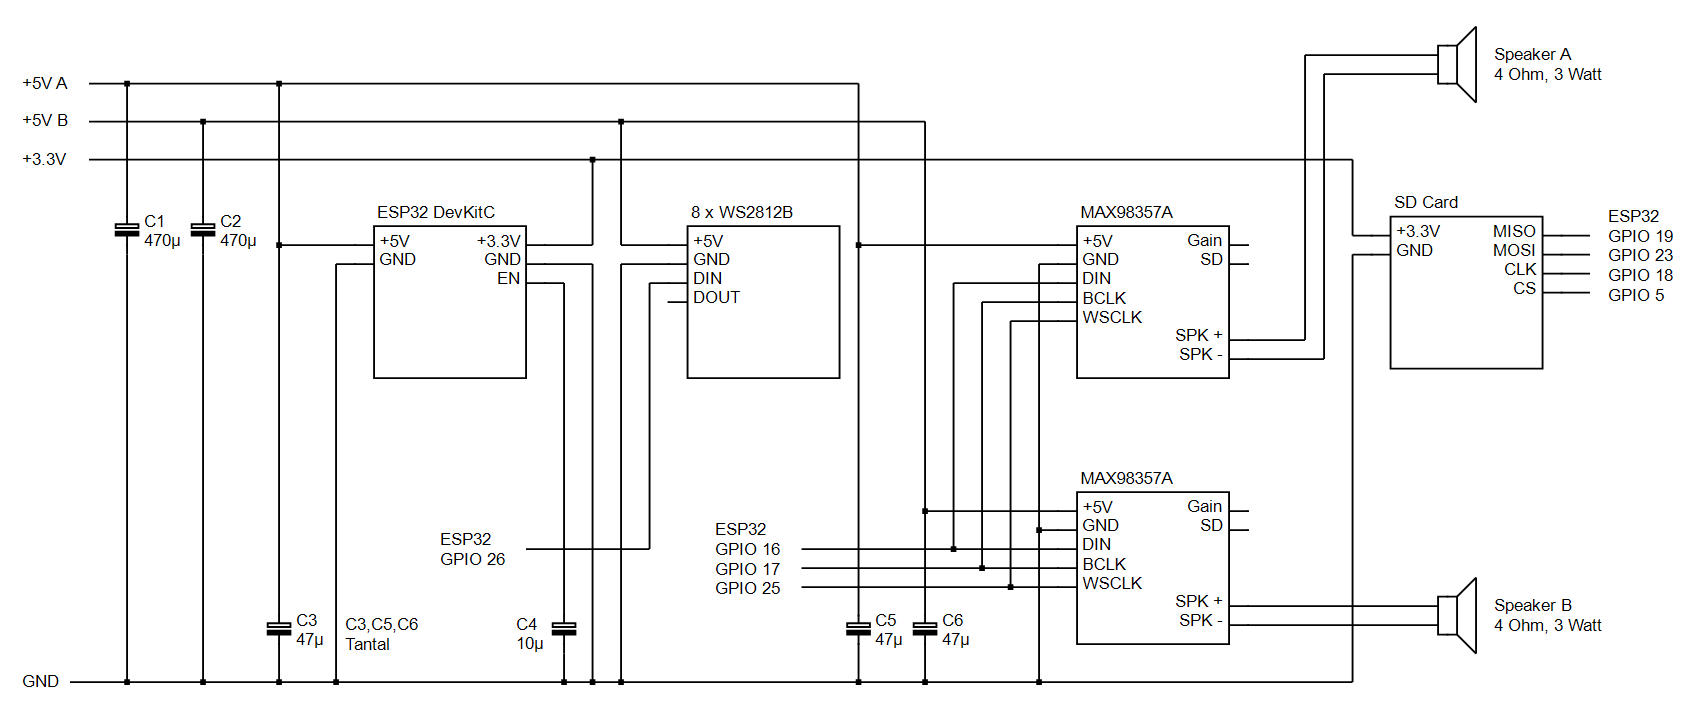 Speaker A
4 Ohm, 3 Watt
+5V A
+5V B
+3.3V
C1
470µ
C2
470µ
ESP32 DevKitC
+5V
GND
+3.3V
GND
EN
8 x WS2812B
+5V
GND
DIN
DOUT
MAX98357A
+5V
GND
DIN
BCLK
WSCLK
Gain
SD
SPK +
SPK -
SD Card
+3.3V
GND
MISO
MOSI
CLK
CS
ESP32
GPIO 19
GPIO 23
GPIO 18
GPIO 5
MAX98357A
+5V
GND
DIN
BCLK
WSCLK
Gain
SD
SPK +
SPK -
ESP32
GPIO 26
ESP32
GPIO 16
GPIO 17
GPIO 25
C3
47µ
C3,C5,C6
Tantal
C4
10µ
C5
47µ
C6
47µ
Speaker B
4 Ohm, 3 Watt
GND